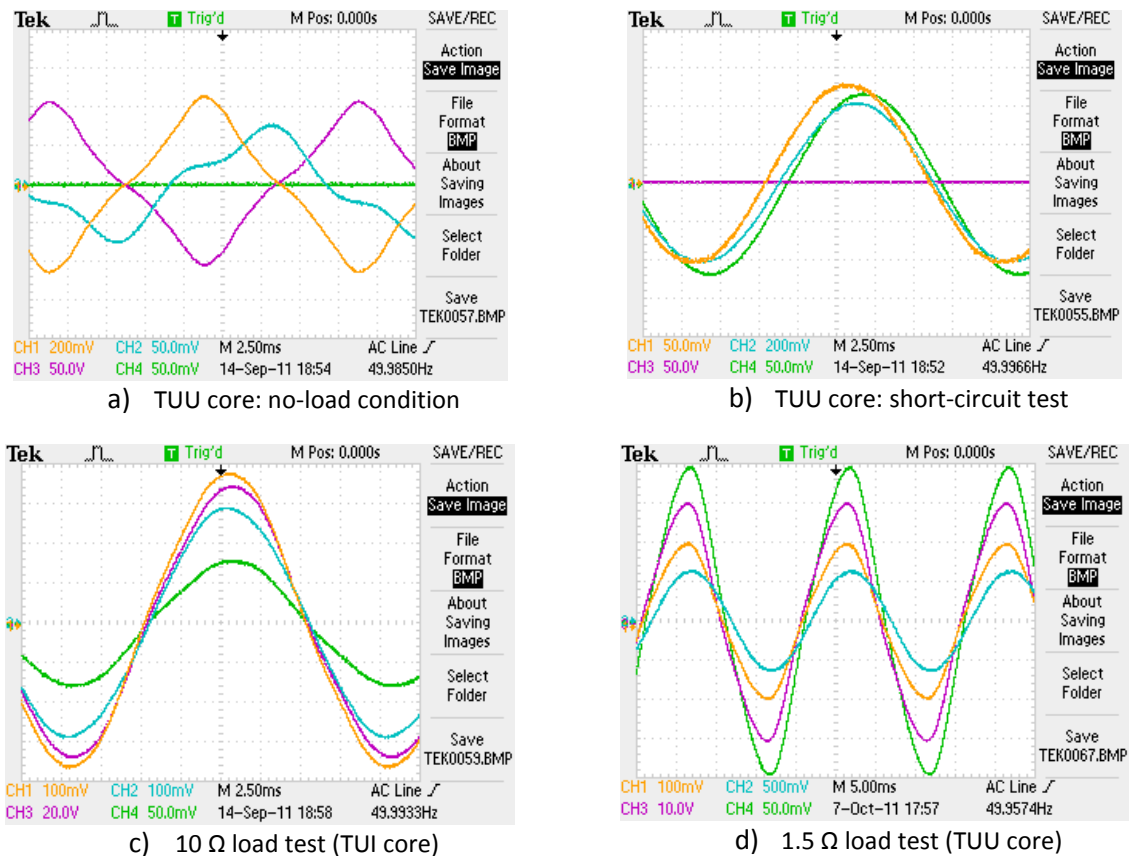 Tek Trig'd M Pos: 0.000s SAVE/REC
Action
Save Image
File
Format
BMP
About
Saving
Images
Select
Folder
Save
TEK0057.BMP
CH1 200mV CH2 50.0mV M 2.50ms AC Line
CH3 50.0V CH4 50.0mV 14-Sep-11 18:54 49.9850Hz
a) TUU core: no-load condition
Tek Trig'd M Pos: 0.000s SAVE/REC
Action
Save Image
File
Format
BMP
About
Saving
Images
Select
Folder
Save
TEK0055.BMP
CH1 50.0mV CH2 200mV M 2.50ms AC Line
CH3 50.0V CH4 50.0mV 14-Sep-11 18:52 49.9966Hz
b) TUU core: short-circuit test
Tek Trig'd M Pos: 0.000s SAVE/REC
Action
Save Image
File
Format
BMP
About
Saving
Images
Select
Folder
Save
TEK0059.BMP
CH1 100mV CH2 100mV M 2.50ms AC Line
CH3 20.0V CH4 50.0mV 14-Sep-11 18:58 49.9933Hz
c) 10 Ω load test (TUI core)
Tek Trig'd M Pos: 0.000s SAVE/REC
Action
Save Image
File
Format
BMP
About
Saving
Images
Select
Folder
Save
TEK0067.BMP
CH1 100mV CH2 500mV M 5.00ms AC Line
CH3 10.0V CH4 50.0mV 7-Oct-11 17:57 49.9574Hz
d) 1.5 Ω load test (TUU core)